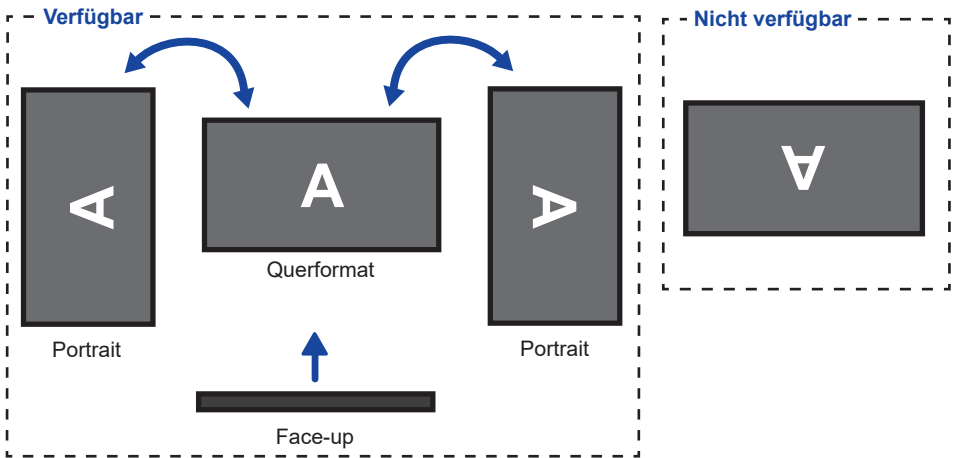 Verfügbar
Nicht verfügbar
A
A
A
A
Querformat
Portrait
Portrait
Face-up